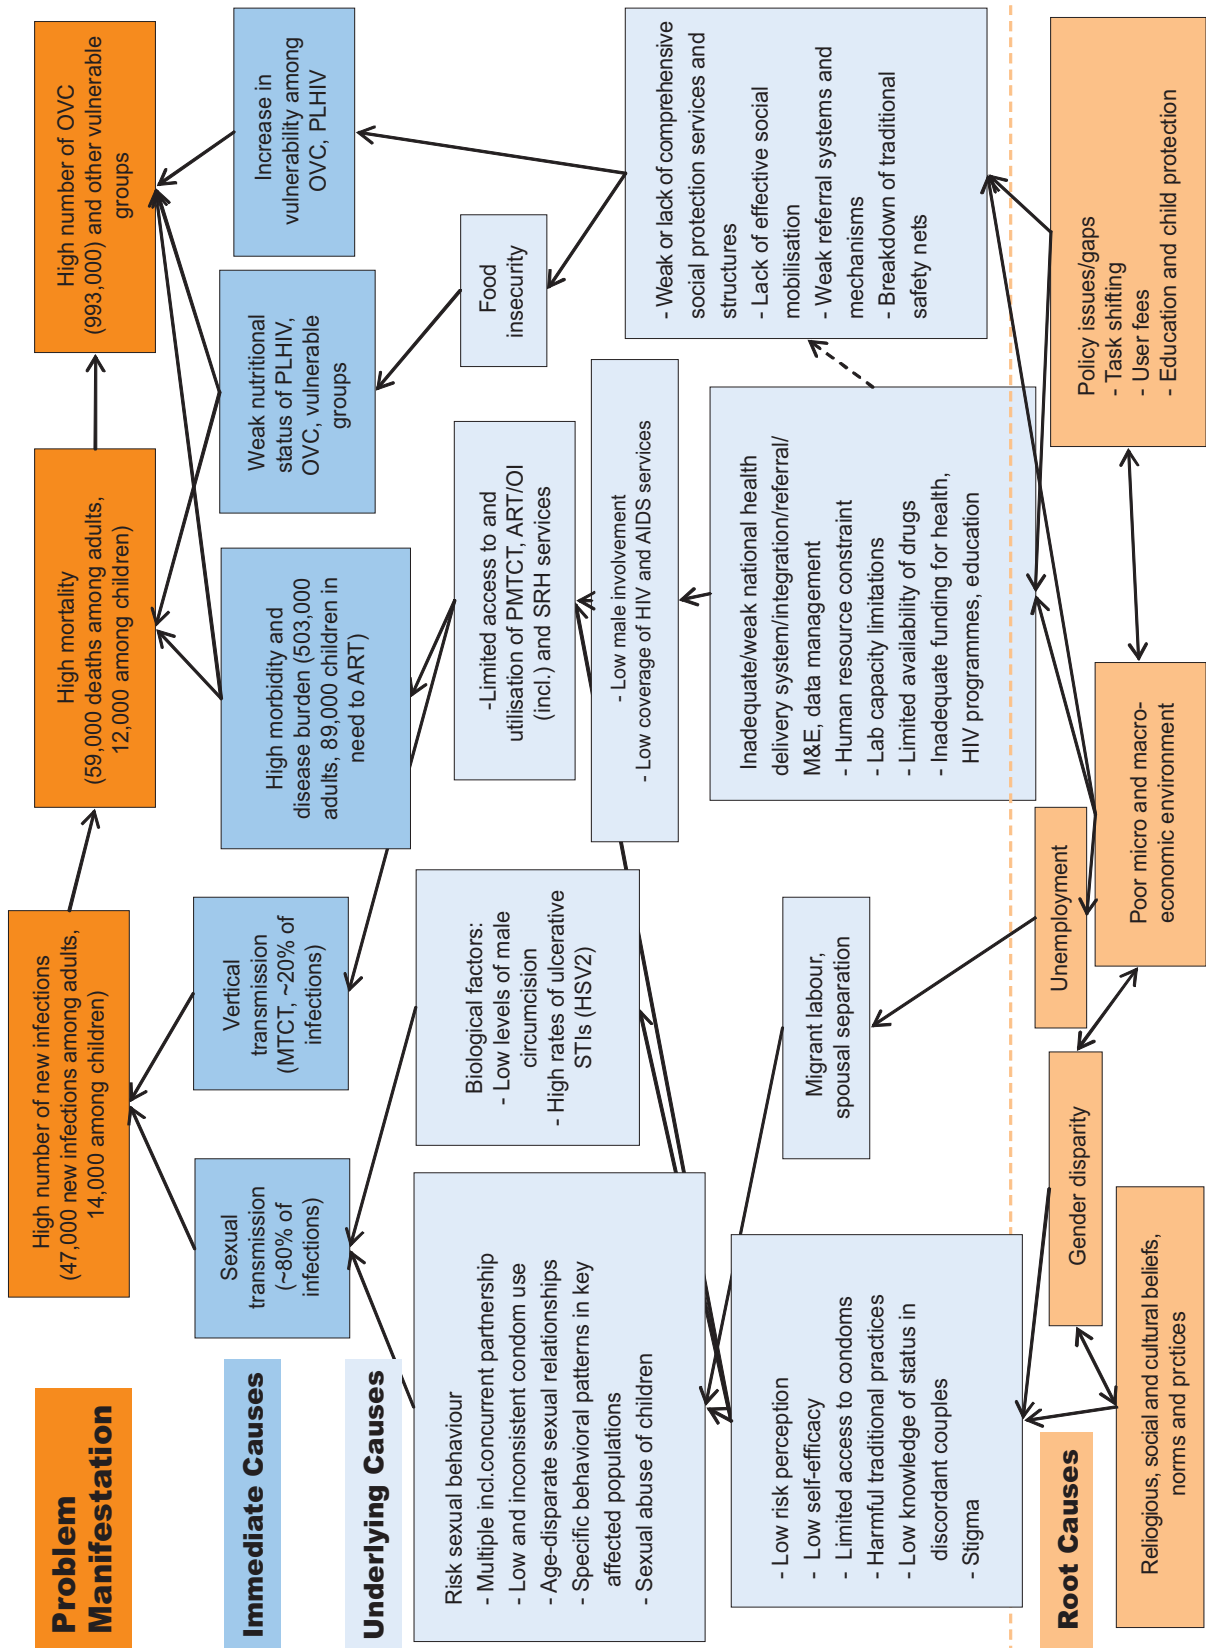 Problem
Manifestation
High number of new infections
(47,000 new infections among adults,
14,000 among children)
High mortality
(59,000 deaths among adults,
12,000 among children)
High number of OVC
(993,000) and other vulnerable
groups
Immediate Causes
Sexual
transmission
(~80% of
infections)
Vertical
transmission
(MTCT, ~20% of
infections)
High morbidity and
disease burden (503,000
adults, 89,000 children in
need to ART)
Weak nutritional
status of PLHIV,
OVC, vulnerable
groups
Increase in
vulnerability among
OVC, PLHIV
Underlying Causes
Risk sexual behaviour
- Multiple incl.concurrent partnership
- Low and inconsistent condom use
- Age-disparate sexual relationships
- Specific behavioral patterns in key
affected populations
- Sexual abuse of children
Biological factors:
- Low levels of male
circumcision
- High rates of ulcerative
STIs (HSV2)
-Limited access to and
utilisation of PMTCT, ART/OI
(incl.) and SRH services
Food
insecurity
- Low male involvement
- Low coverage of HIV and AIDS services
- Weak or lack of comprehensive
social protection services and
structures
- Lack of effective social
mobilisation
- Weak referral systems and
mechanisms
- Breakdown of traditional
safety nets
- Low risk perception
- Low self-efficacy
- Limited access to condoms
- Harmful traditional practices
- Low knowledge of status in
discordant couples
- Stigma
Migrant labour,
spousal separation
Inadequate/weak national health
delivery system/integration/referral/
M&E, data management
- Human resource constraint
- Lab capacity limitations
- Limited availability of drugs
- Inadequate funding for health,
HIV programmes, education
Root Causes
Religious, social and cultural beliefs,
norms and prctices
Gender disparity
Unemployment
Poor micro and macro-
economic environment
Policy issues/gaps
- Task shifting
- User fees
- Education and child protection